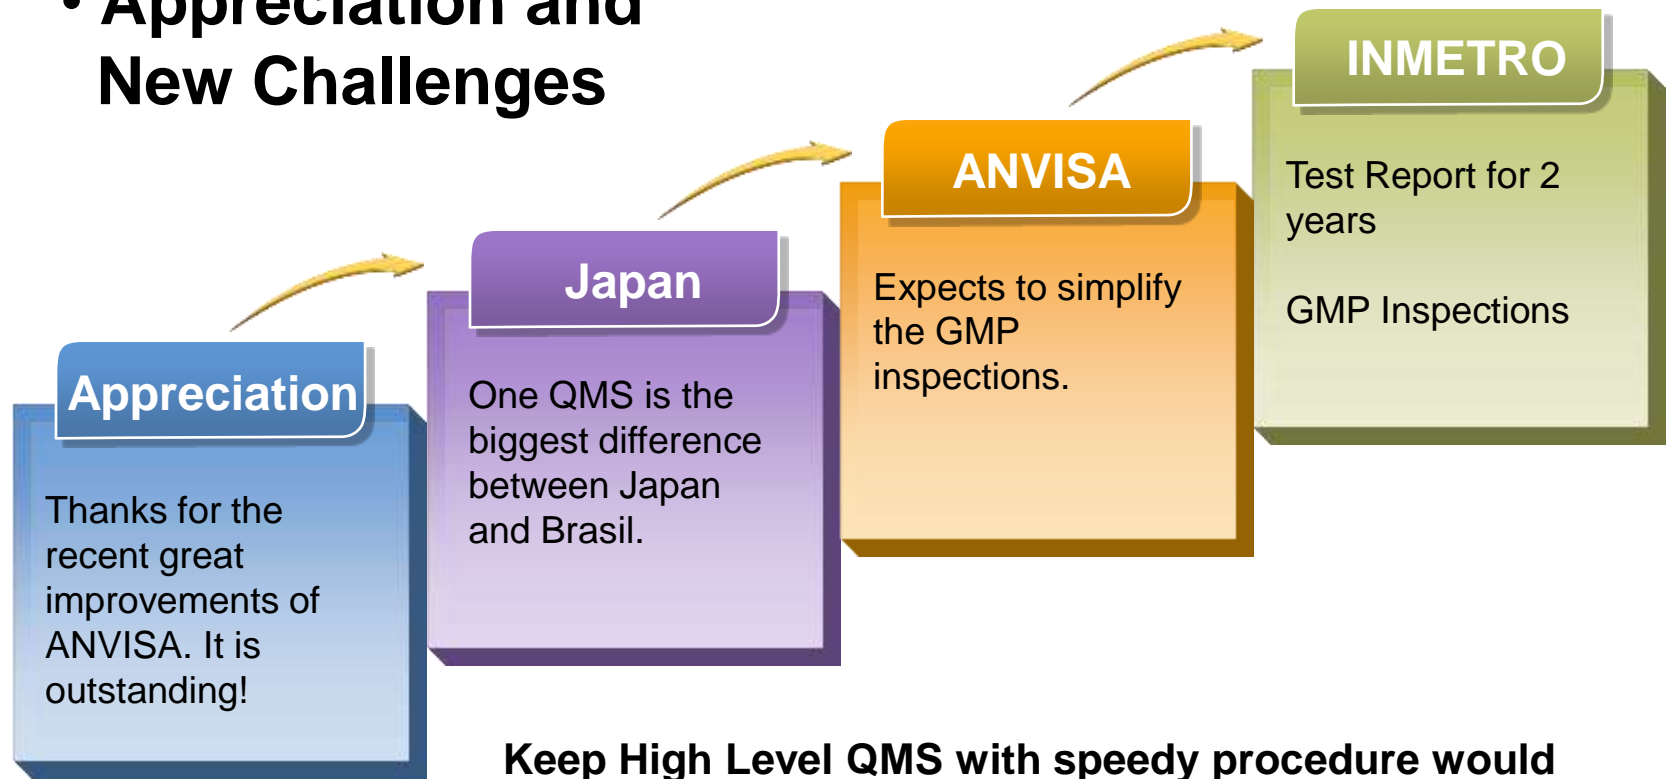 • Appreciation and
New Challenges
Appreciation
Thanks for the
recent great
improvements of
ANVISA. It is
outstanding!
Japan
One QMS is the
biggest difference
between Japan
and Brasil.
ANVISA
Expects to simplify
the GMP
inspections.
INMETRO
Test Report for 2
years
GMP Inspections
Keep High Level QMS with speedy procedure would